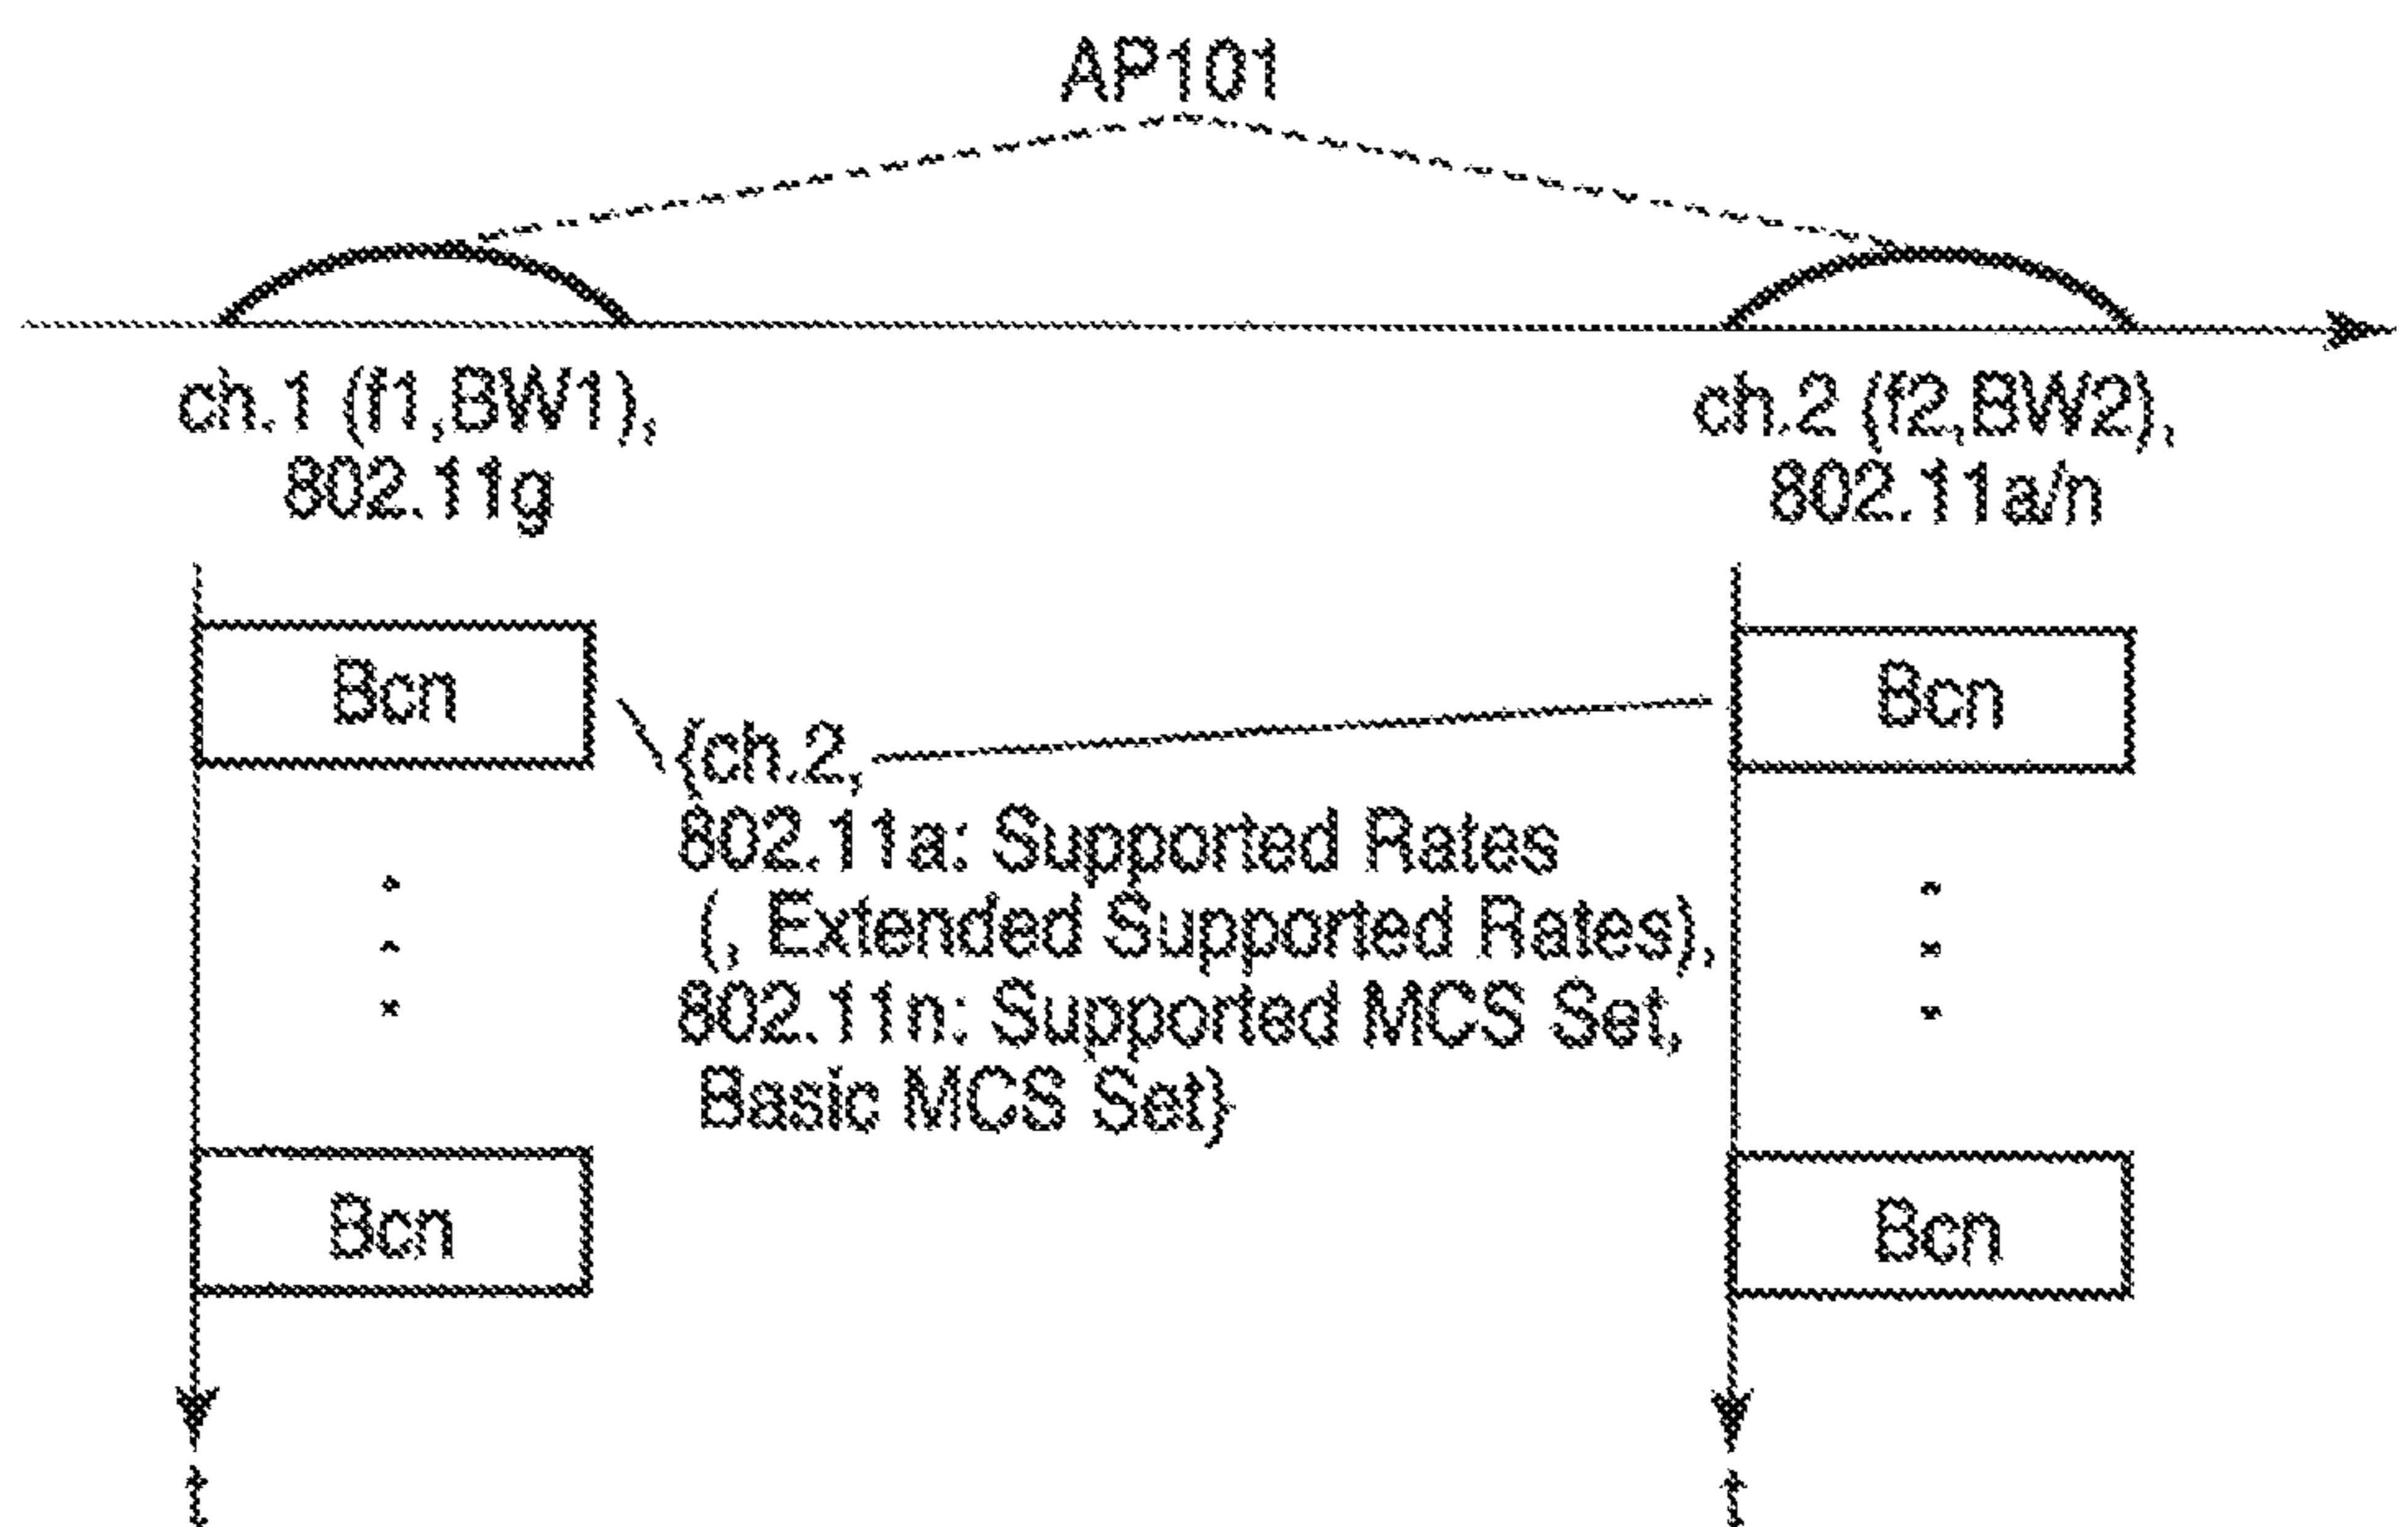 AP101
ch.1 (f1,BW1),
802.11g
ch.2 (f2,BW2),
802.11a/n
Bcn
Bcn
{ch.2,
802.11a: Supported Rates
(, Extended Supported Rates),
802.11n: Supported MCS Set,
Basic MCS Set}
Bcn
Bcn
t
t